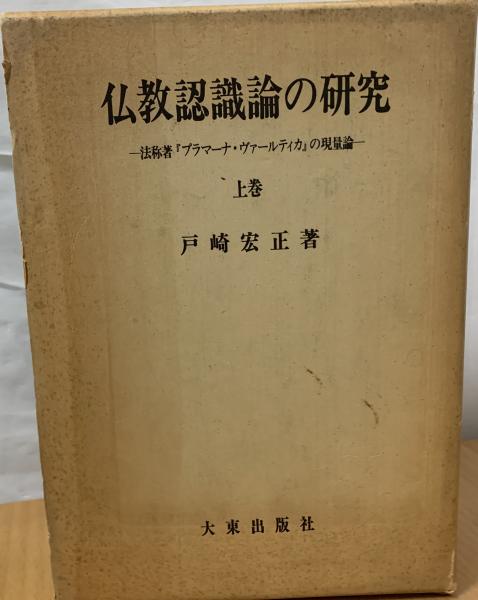 仏教認識論の研究
―法称著『プラマーナ・ヴァールティカ』の現量論―
上巻
戸崎宏正著
大東出版社